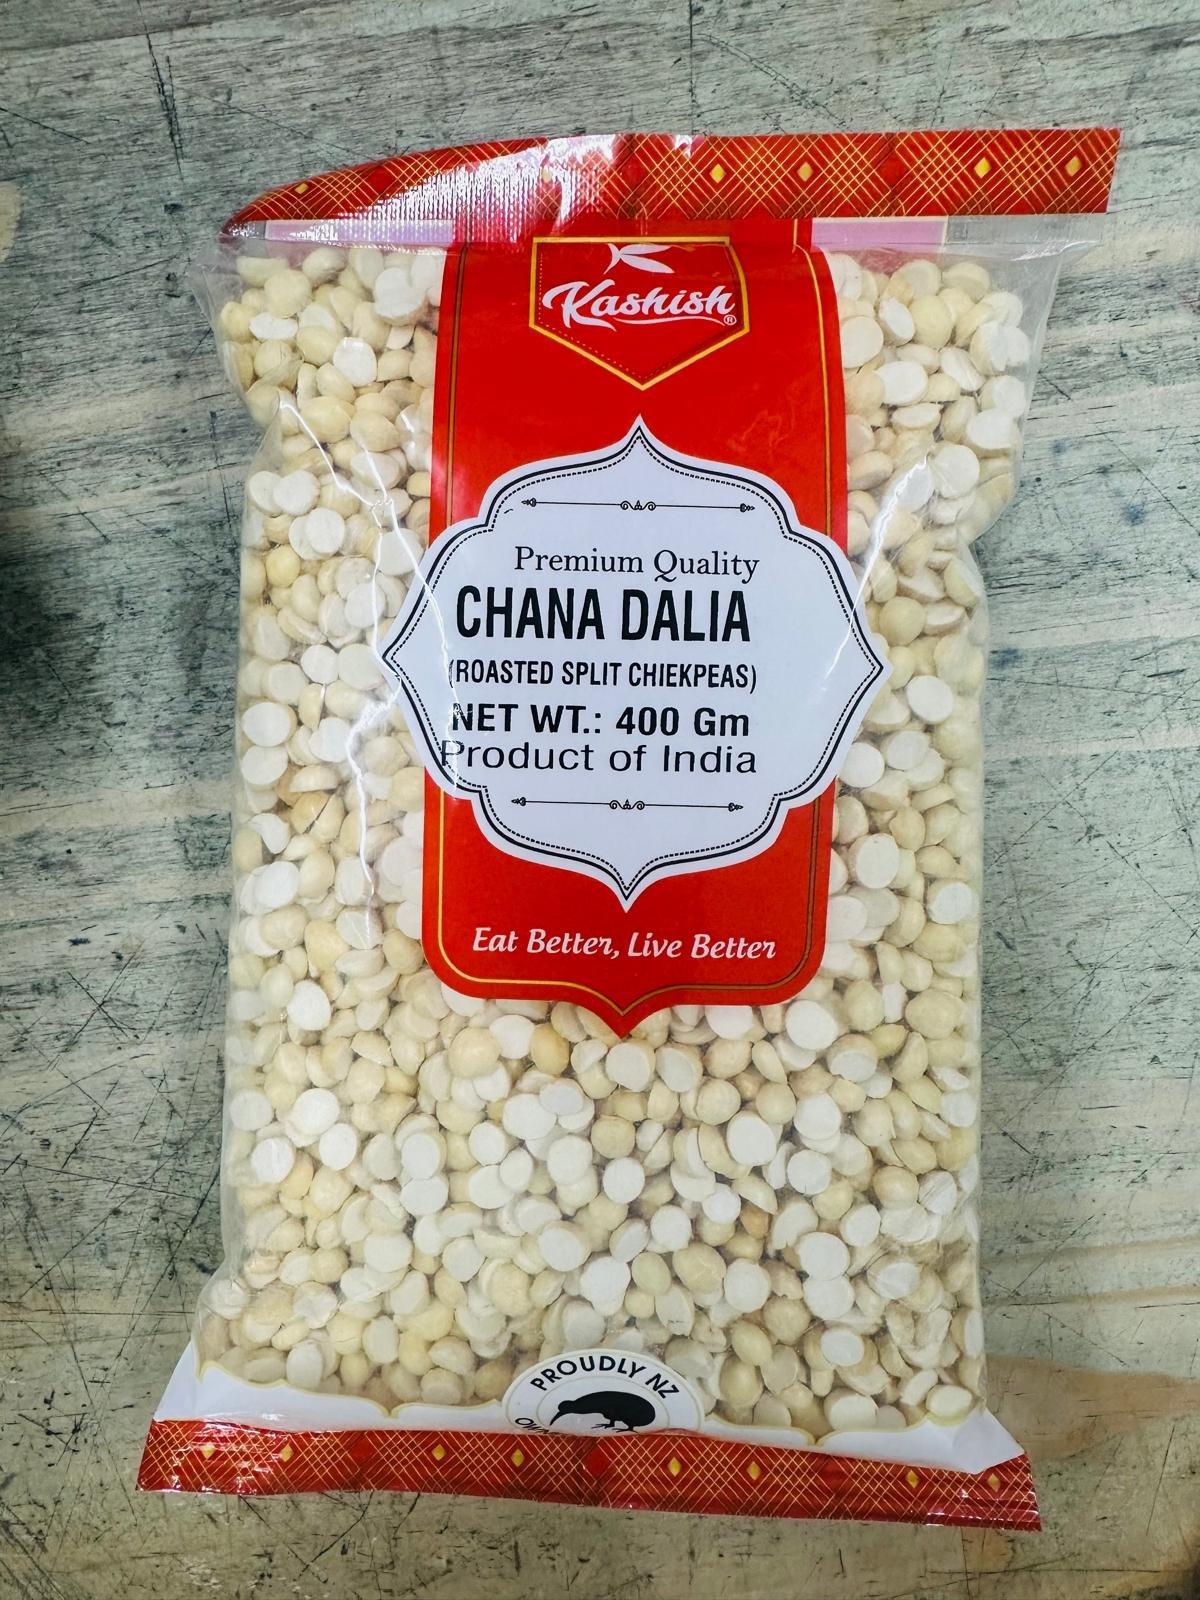 Kashish®
Premium Quality
CHANA DALIA
(ROASTED SPLIT CHIEKPEAS)
NET WT.: 400 Gm
Product of India
Eat Better, Live Better
PROUDLY NZ